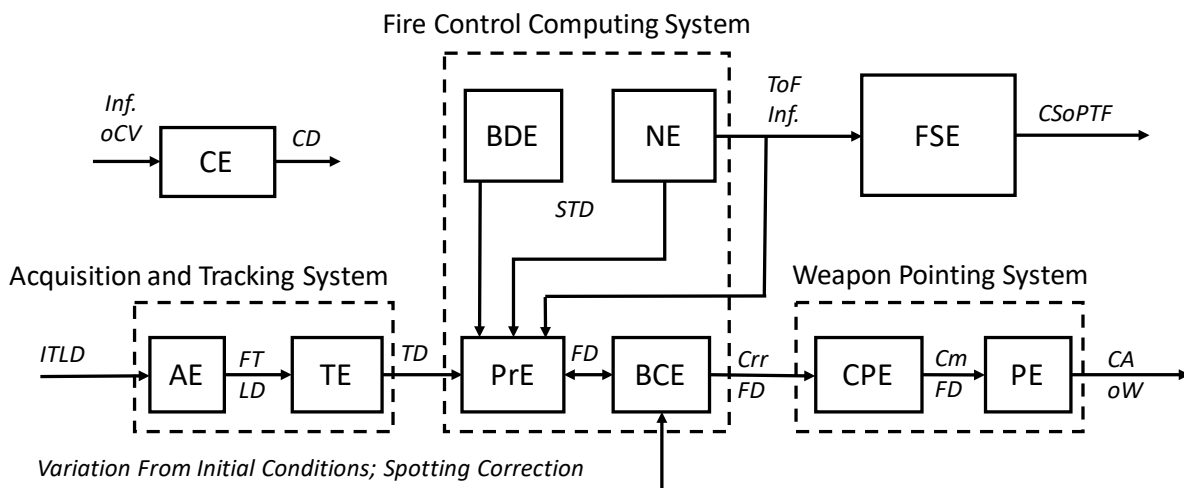 Fire Control Computing System
Inf.
oCV
CE
CD
BDE
NE
STD
ToF
Inf.
FSE
CSoPTF
Acquisition and Tracking System
ITLD
AE
FT
LD
TE
TD
PrE
FD
BCE
Crr
FD
Weapon Pointing System
CPE
Cm
FD
PE
CA
oW
Variation From Initial Conditions; Spotting Correction